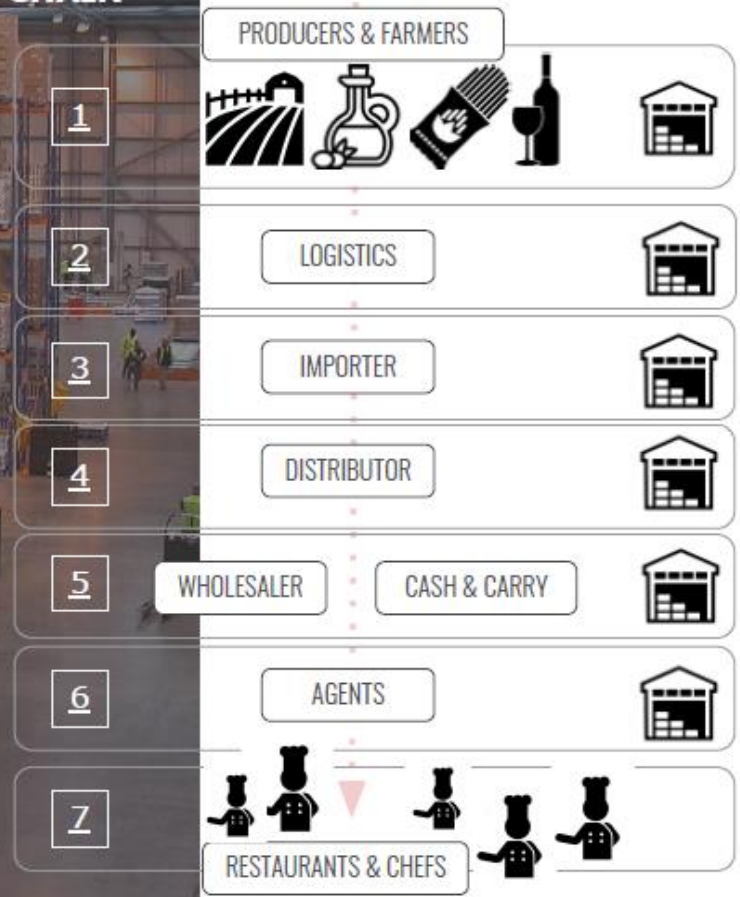 PRODUCERS & FARMERS
1
2
LOGISTICS
3
IMPORTER
4
DISTRIBUTOR
5
WHOLESALER
CASH & CARRY
6
AGENTS
7
RESTAURANTS & CHEFS